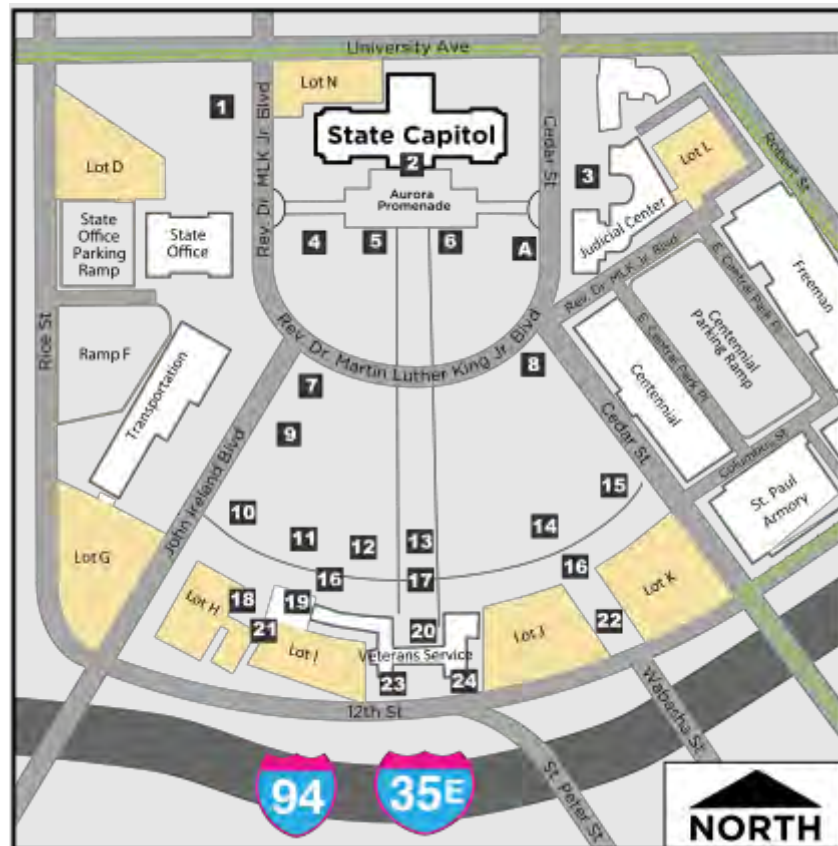 University Ave
Lot N
1
State Capitol
2
Aurora
Promenade
Rev. Dr. MLK Jr. Blvd
Cedar St
3
Lot L
Robert St
Lot D
State
Office
Parking
Ramp
State
Office
4
5
6
A
Judicial Center
Rev. Dr MLK Jr. Blvd
E. Central Park Pl
Freeman
Rice St
Ramp F
Transportation
Rev. Dr. Martin Luther King Jr. Blvd
7
8
E. Central Park Pl
Centennial
Parking Ramp
Centennial
9
Cedar St
Columbus St
John Ireland Blvd
10
11
12
13
14
15
St. Paul
Armory
Lot G
16
17
16
Lot K
Lot H
18
19
20
21
Lot I
Veterans Service
Lot J
22
23
24
12th St
Wabasha St
St. Peter St
94
35E
NORTH